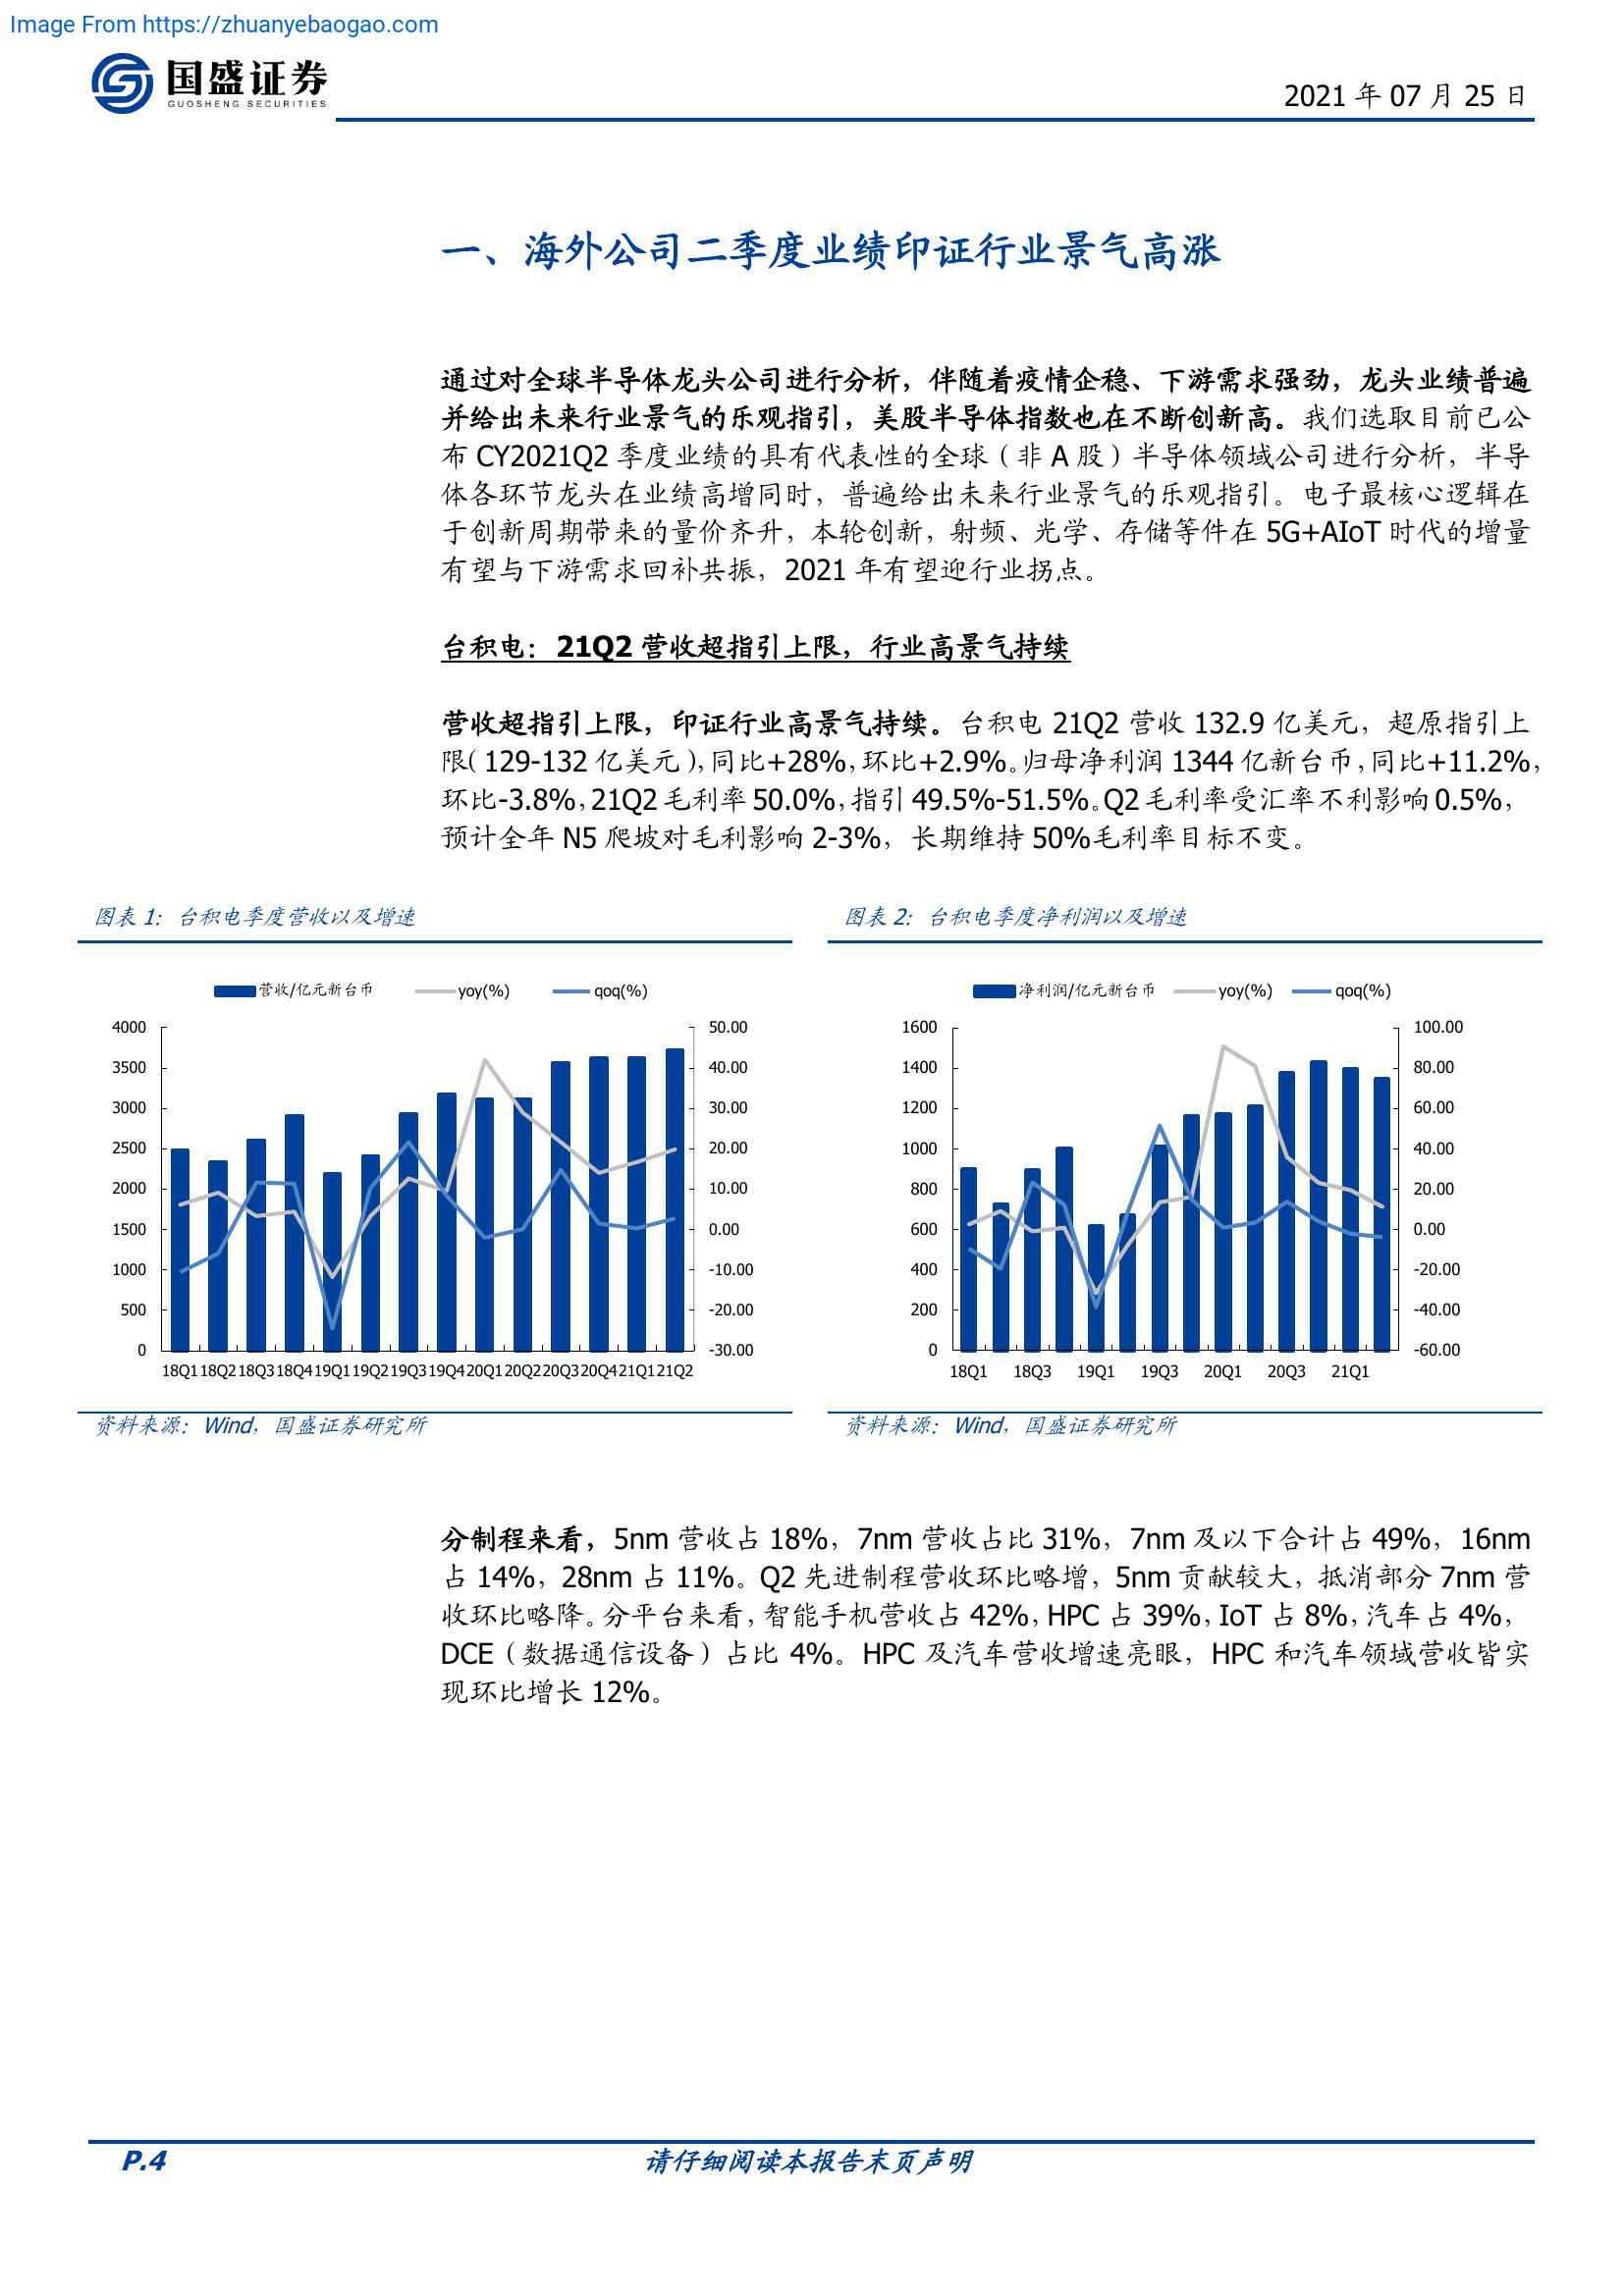 Image From https://zhuanyebaogao.com
国盛证券
GUOSHENG SECURITIES
2021 年 07 月 25 日
一、海外公司二季度业绩印证行业景气高涨
通过对全球半导体龙头公司进行分析，伴随着疫情企稳、下游需求强劲，龙头业绩普遍
并给出未来行业景气的乐观指引，美股半导体指数也在不断创新高。我们选取目前已公
布 CY2021Q2 季度业绩的具有代表性的全球（非 A 股）半导体领域公司进行分析，半导
体各环节龙头在业绩高增同时，普遍给出未来行业景气的乐观指引。电子最核心逻辑在
于创新周期带来的量价齐升，本轮创新，射频、光学、存储等件在 5G+AIoT 时代的增量
有望与下游需求回补共振，2021 年有望迎行业拐点。
台积电：21Q2 营收超指引上限，行业高景气持续
营收超指引上限，印证行业高景气持续。台积电 21Q2 营收 132.9 亿美元，超原指引上
限（129-132 亿美元），同比+28%，环比+2.9%。归母净利润 1344 亿新台币，同比+11.2%，
环比-3.8%，21Q2 毛利率 50.0%，指引 49.5%-51.5%。Q2 毛利率受汇率不利影响 0.5%，
预计全年 N5 爬坡对毛利影响 2-3%，长期维持 50%毛利率目标不变。
图表 1：台积电季度营收以及增速
营收/亿元新台币 yoy(%) qoq(%)
4000 50.00
3500 40.00
3000 30.00
2500 20.00
2000 10.00
1500 0.00
1000 -10.00
500 -20.00
0 -30.00
18Q1 18Q2 18Q3 18Q4 19Q1 19Q2 19Q3 19Q4 20Q1 20Q2 20Q3 20Q4 21Q1 21Q2
资料来源：Wind，国盛证券研究所
图表 2：台积电季度净利润以及增速
净利润/亿元新台币 yoy(%) qoq(%)
1600 100.00
1400 80.00
1200 60.00
1000 40.00
800 20.00
600 0.00
400 -20.00
200 -40.00
0 -60.00
18Q1 18Q3 19Q1 19Q3 20Q1 20Q3 21Q1
资料来源：Wind，国盛证券研究所
分制程来看，5nm 营收占 18%，7nm 营收占比 31%，7nm 及以下合计占 49%，16nm
占 14%，28nm 占 11%。Q2 先进制程营收环比略增，5nm 贡献较大，抵消部分 7nm 营
收环比略降。分平台来看，智能手机营收占 42%，HPC 占 39%，IoT 占 8%，汽车占 4%，
DCE（数据通信设备）占比 4%。HPC 及汽车营收增速亮眼，HPC 和汽车领域营收皆实
现环比增长 12%。
P.4
请仔细阅读本报告末页声明